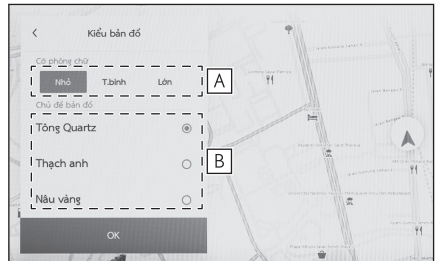 Kiểu bản đồ
Cỡ phông chữ
Nhỏ T.bình Lớn
A
Chủ đề bản đồ
Tông Quartz
Thạch anh
B
Nâu vàng
OK